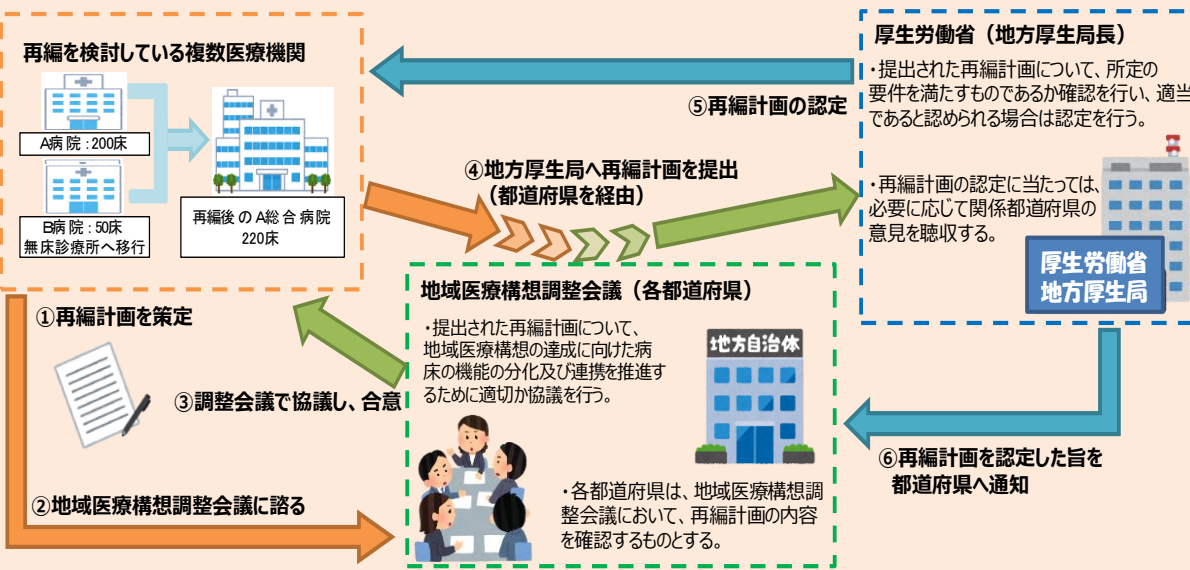 再編を検討している複数医療機関
A病院:200床
B病院:50床
無床診療所へ移行
再編後のA総合病院
220床
⑤再編計画の認定
厚生労働省（地方厚生局長）
・提出された再編計画について、所定の
要件を満たすものであるか確認を行い、適当
であると認められる場合は認定を行う。
・再編計画の認定に当たっては、
必要に応じて関係都道府県の
意見を聴収する。
厚生労働省
地方厚生局
④地方厚生局へ再編計画を提出
（都道府県を経由）
①再編計画を策定
③調整会議で協議し、合意
②地域医療構想調整会議に諮る
地域医療構想調整会議（各都道府県）
・提出された再編計画について、
地域医療構想の達成に向けた病
床の機能の分化及び連携を推進す
るために適切か協議を行う。
地方自治体
・各都道府県は、地域医療構想調
整会議において、再編計画の内容
を確認するものとする。
⑥再編計画を認定した旨を
都道府県へ通知